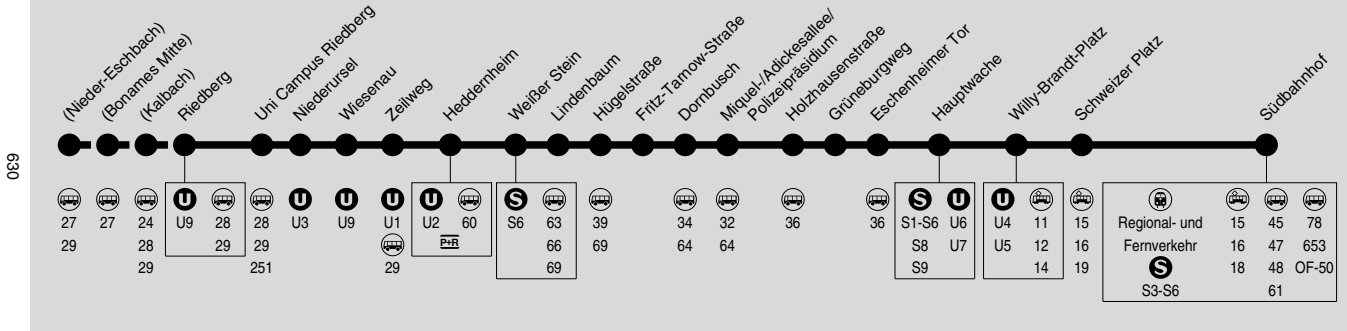 (Nieder-Eschbach)
(Bonames Mitte)
(Kalbach)
Riedberg
Uni Campus Riedberg
Niederursel
Wiesenau
Zeilweg
Heddernheim
Weißer Stein
Lindenbaum
Hügelstraße
Fritz-Tarnow-Straße
Dornbusch
Miquel-/Adickesallee/
Polizeipräsidium
Holzhausenstraße
Grüneburgweg
Eschenheimer Tor
Hauptwache
Willy-Brandt-Platz
Schweizer Platz
Südbahnhof
630
U U U U U S S U U S
27 27 24 U9 28 28 U3 U9 U1 U2 60 S6 63 39 34 32 36 36 S1-S6 U6 U4 11 15 Regional- und 15 45 78
29 28 29 29 P+R 66 69 64 64 S8 U7 U5 12 16 Fernverkehr 16 47 653
29 251 29 69 S9 14 19 S 18 48 OF-50
S3-S6 61